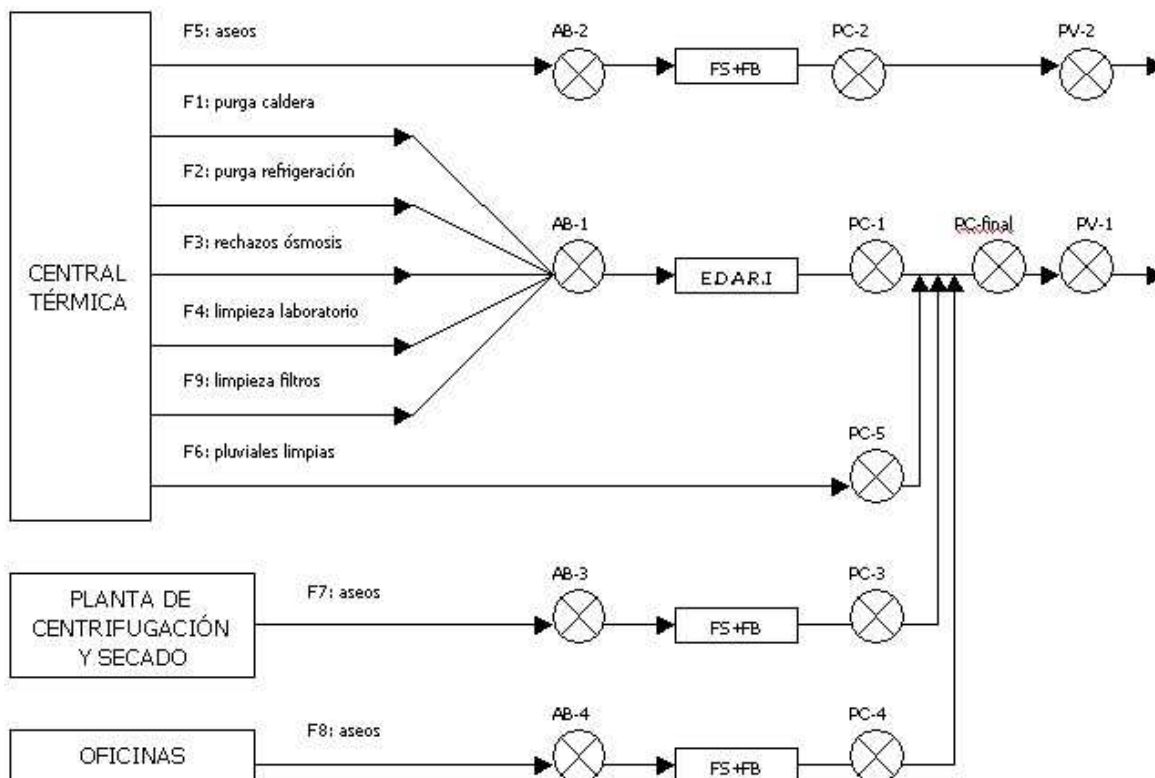 F5: aseos
AB-2
PC-2
PV-2
FS+FB
F1: purga caldera
F2: purga refrigeración
F3: rechazos ósmosis
AB-1
PC-1
PC-final
PV-1
E.D.A.R.I
CENTRAL
TÉRMICA
F4: limpieza laboratorio
F9: limpieza filtros
F6: pluviales limpias
PC-5
PLANTA DE
CENTRIFUGACIÓN
Y SECADO
F7: aseos
AB-3
PC-3
FS+FB
OFICINAS
F8: aseos
AB-4
PC-4
FS+FB